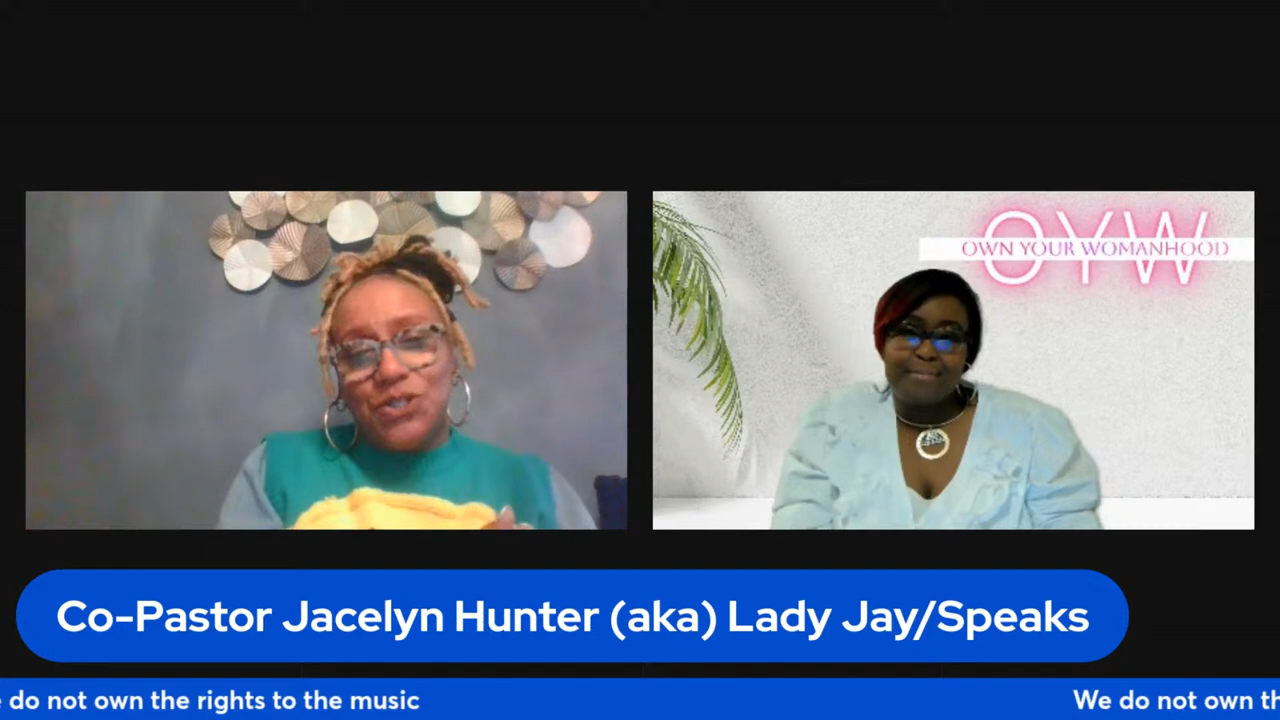 OYW
OWN YOUR WOMANHOOD
Co-Pastor Jacelyn Hunter (aka) Lady Jay/Speaks
do not own the rights to the music
We do not own